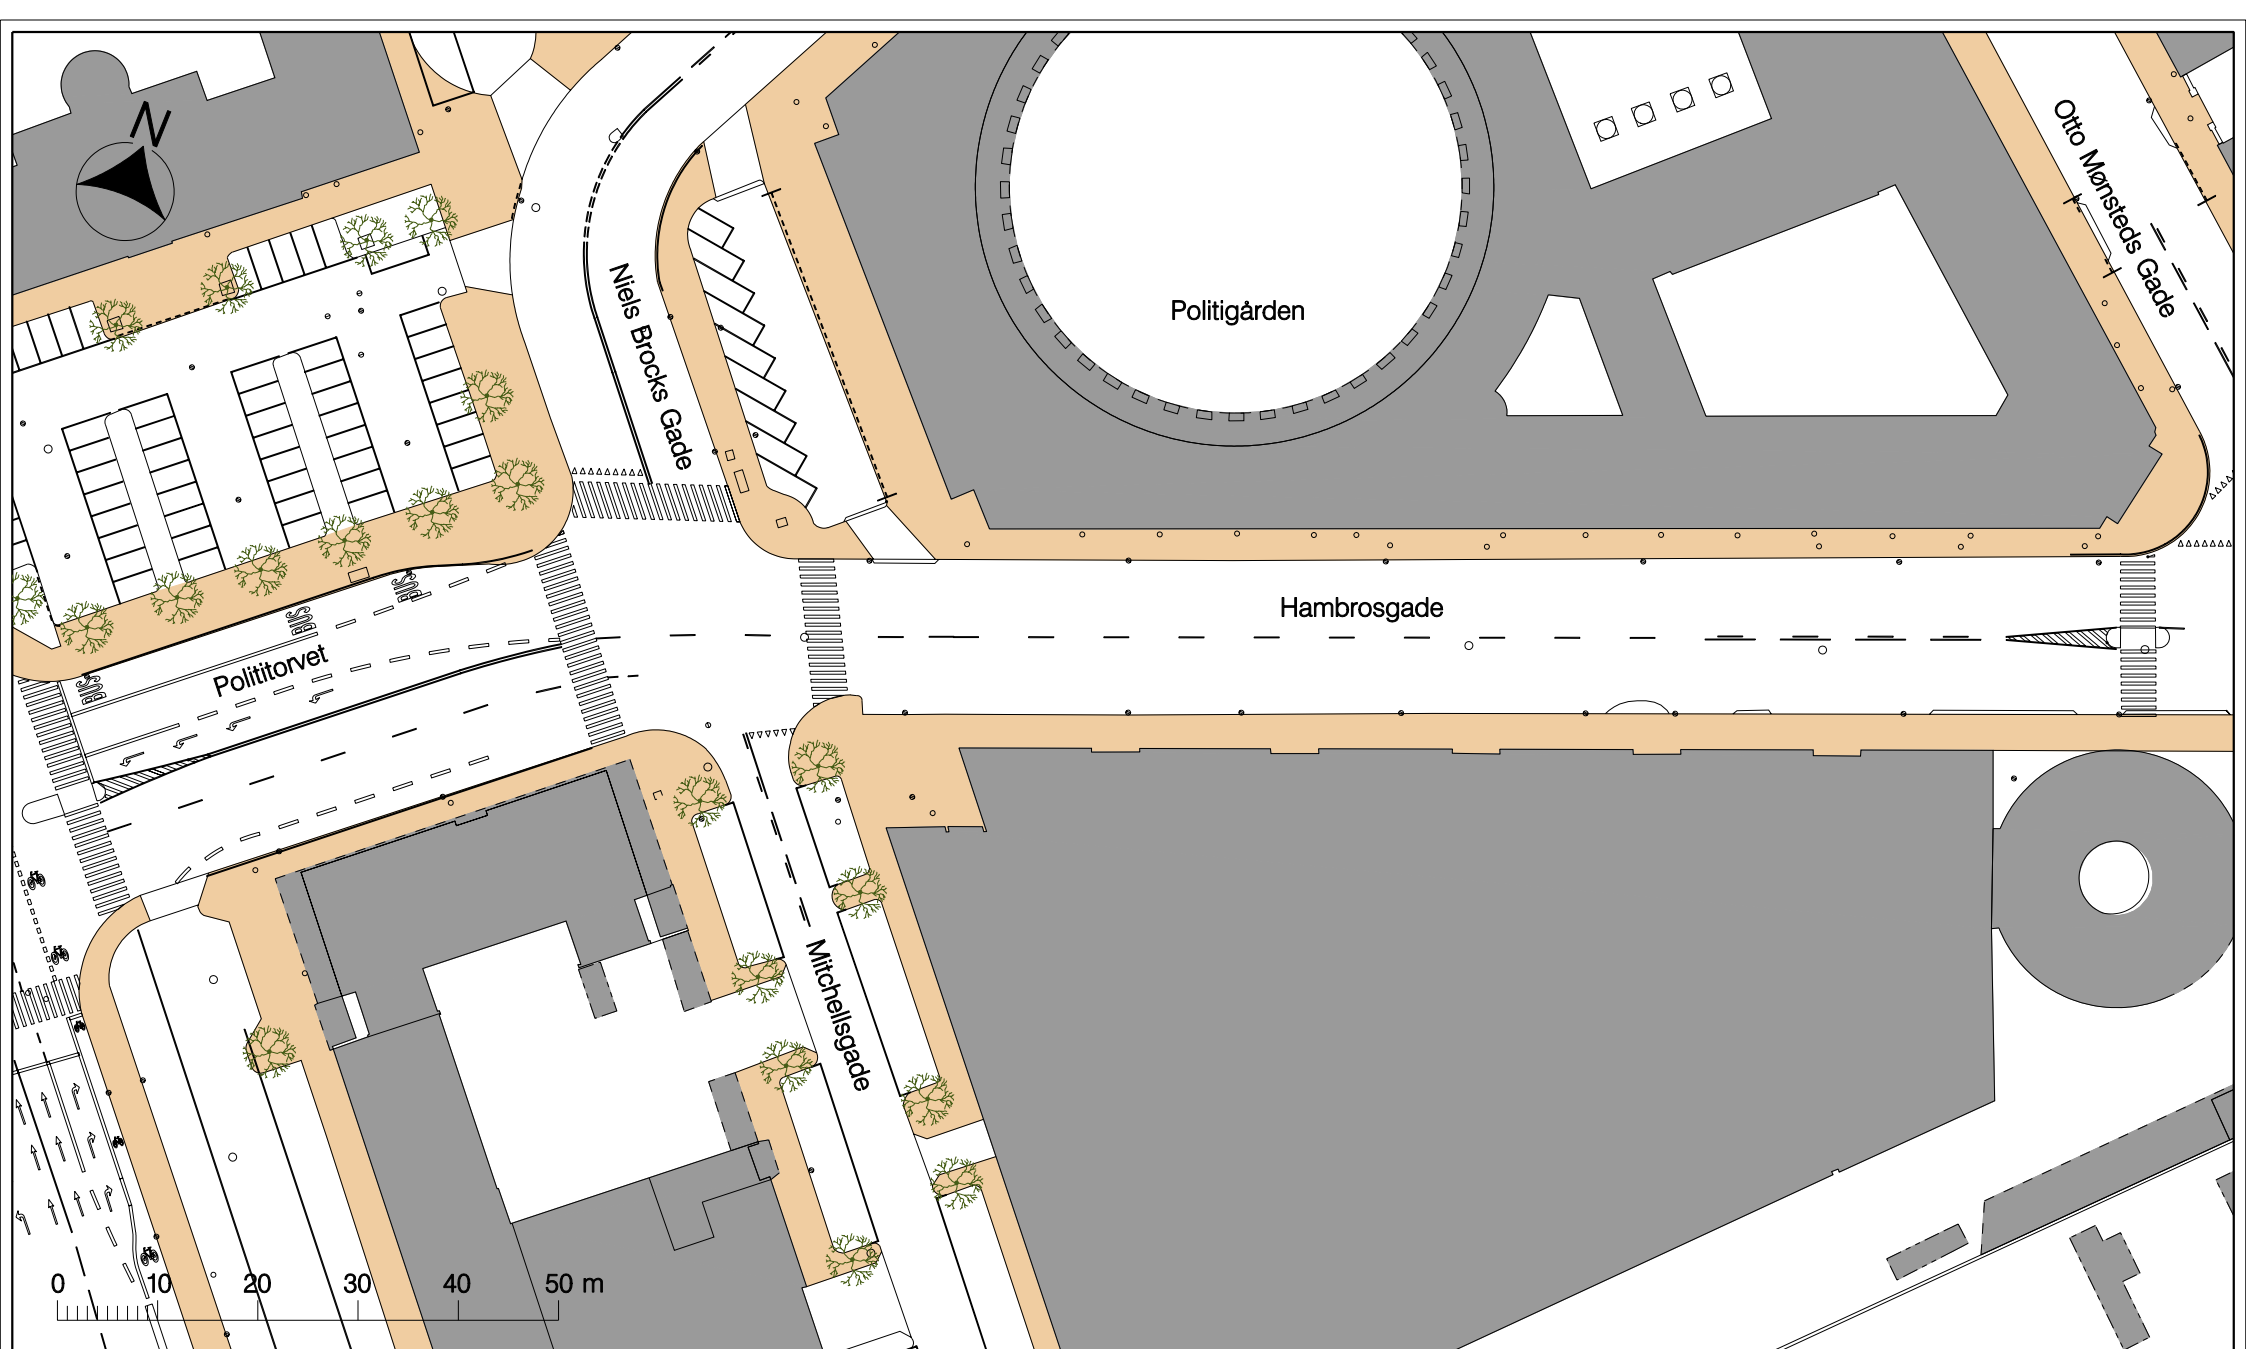 N
Otto Mønsteds Gade
Niels Brocks Gade
Politigården
BUS
BUS
BUS
Hambrosgade
Polititorvet
Mitchellsgade
0 10 20 30 40 50 m